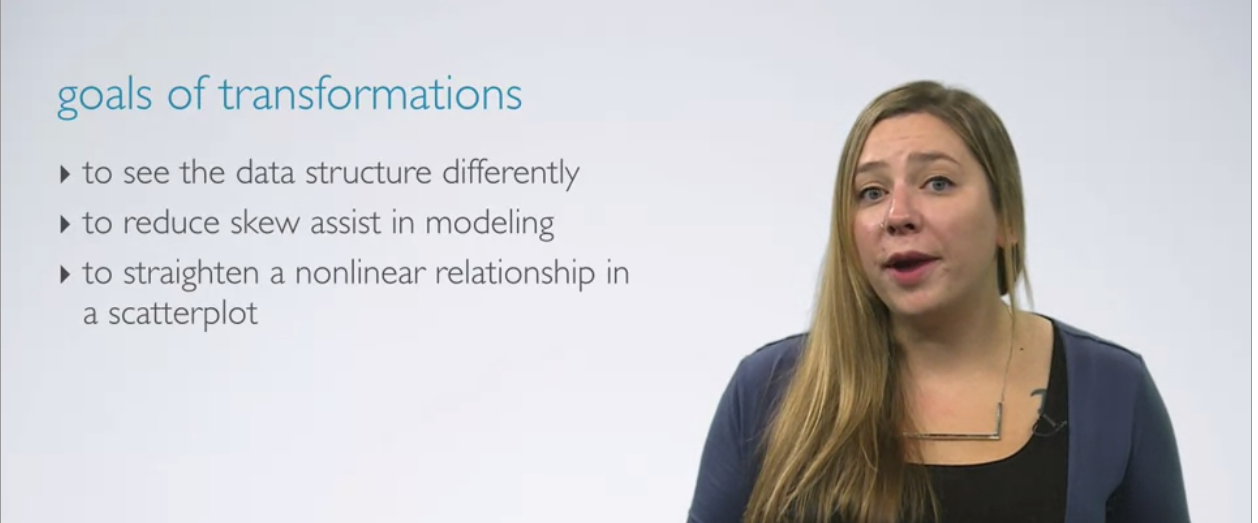 goals of transformations
‣ to see the data structure differently
‣ to reduce skew assist in modeling
‣ to straighten a nonlinear relationship in
a scatterplot